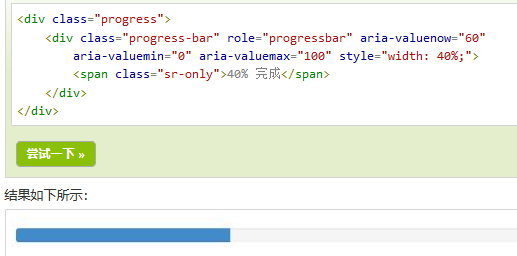 <div class="progress">
    <div class="progress-bar" role="progressbar" aria-valuenow="60"
        aria-valuemin="0" aria-valuemax="100" style="width: 40%;">
        <span class="sr-only">40% 完成</span>
    </div>
</div>
尝试一下 »
结果如下所示: